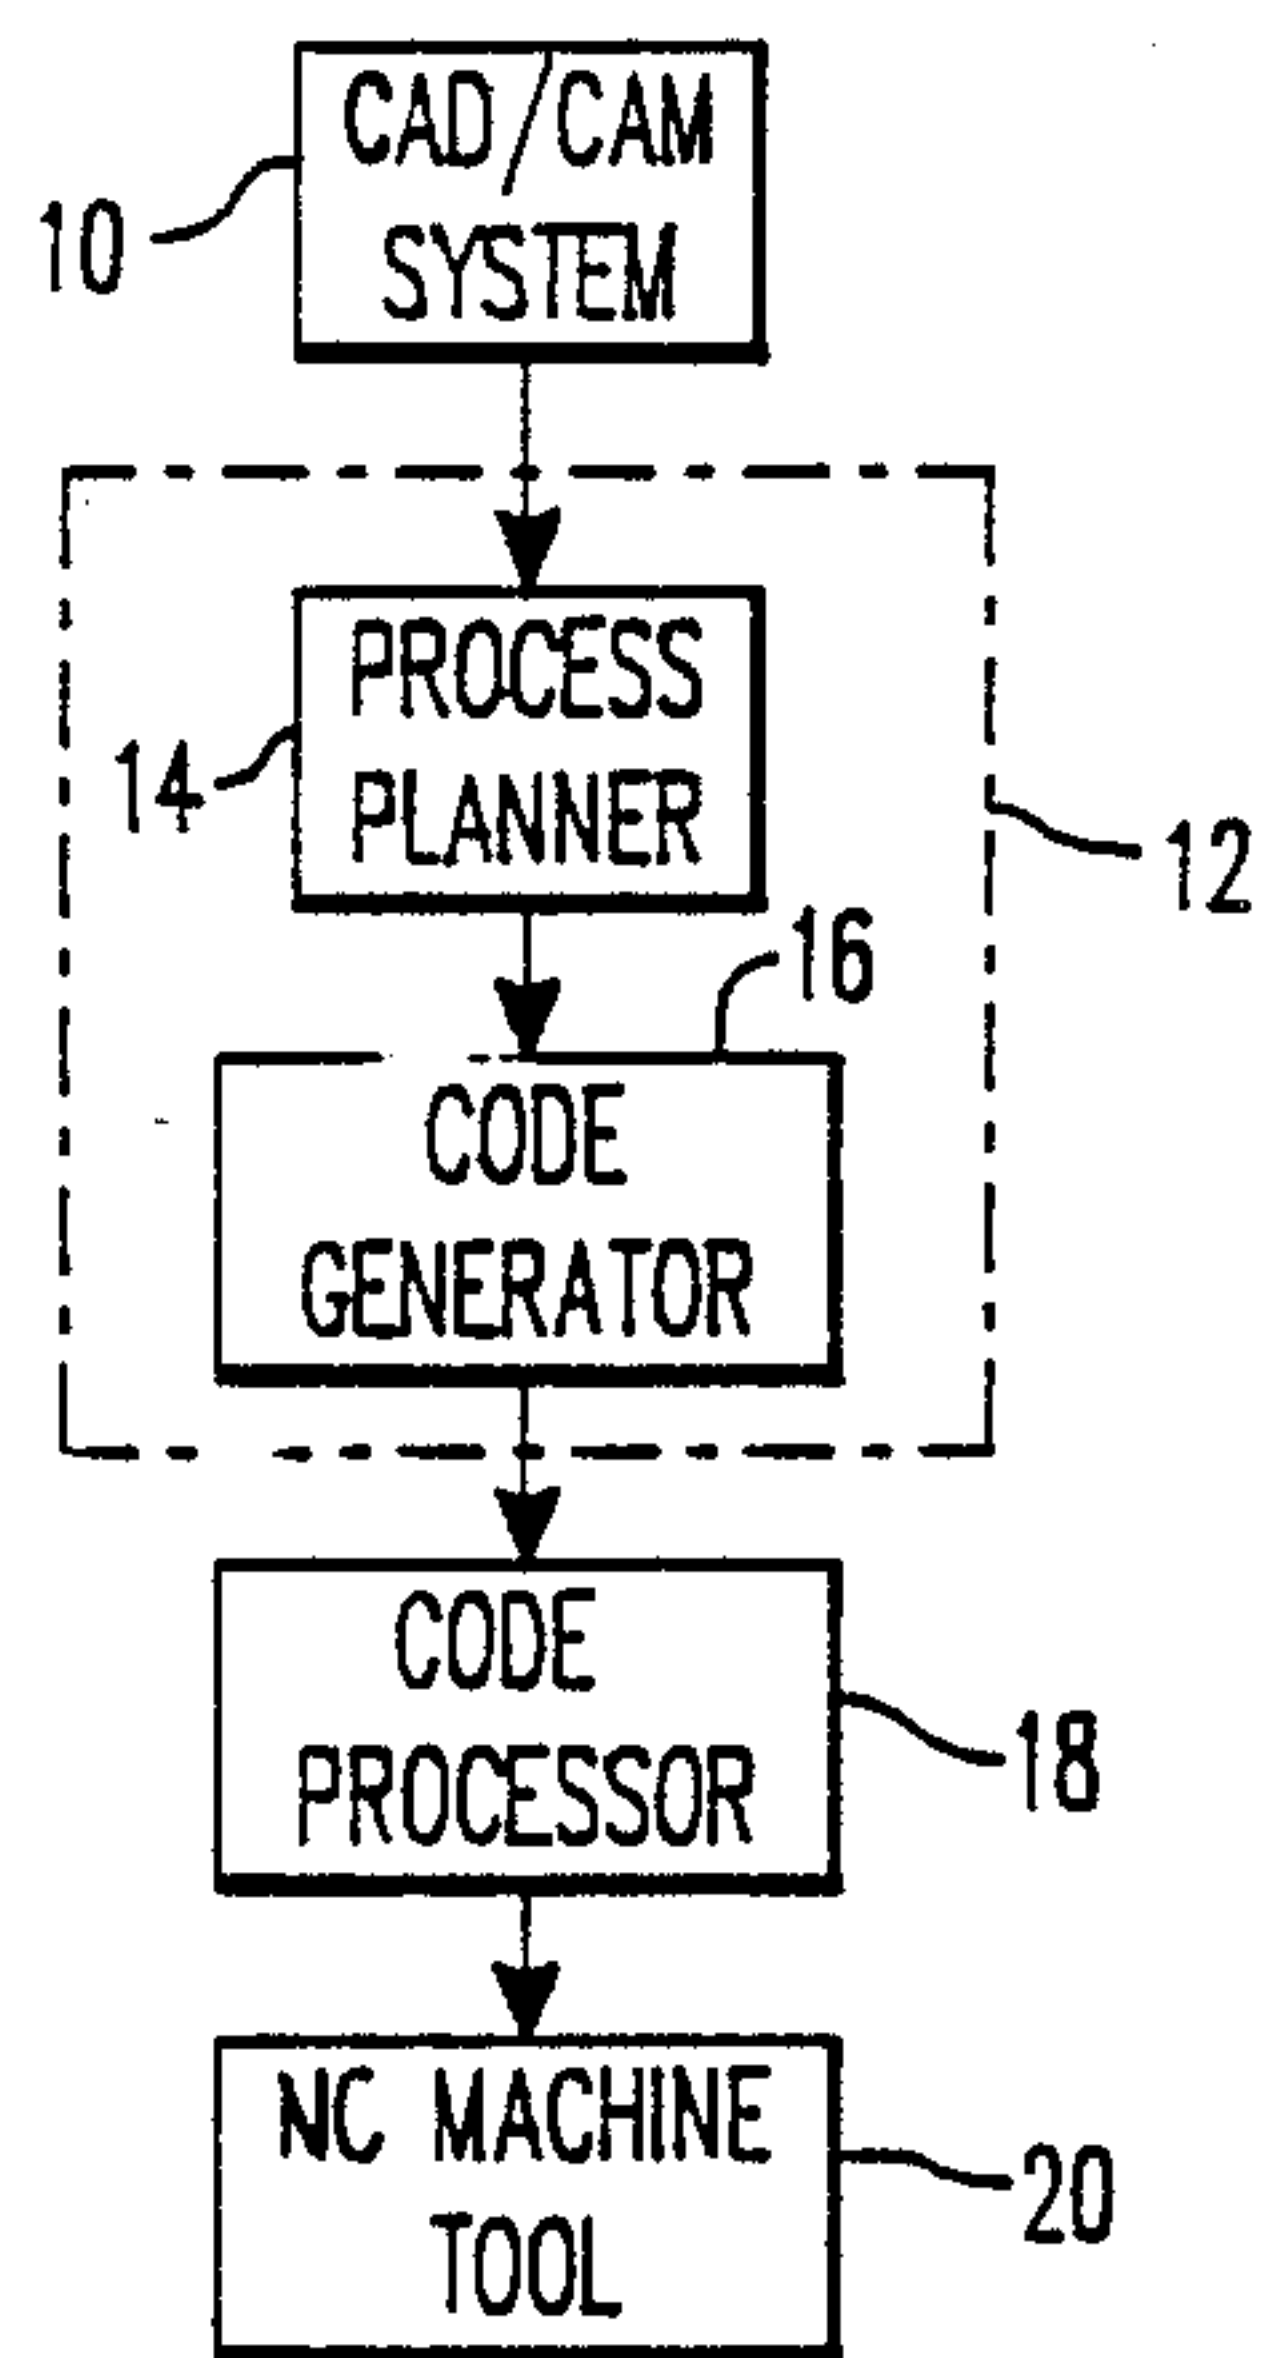 CAD/CAM
SYSTEM
10
PROCESS
PLANNER
14
12
16
CODE
GENERATOR
CODE
PROCESSOR
18
NC MACHINE
TOOL
20